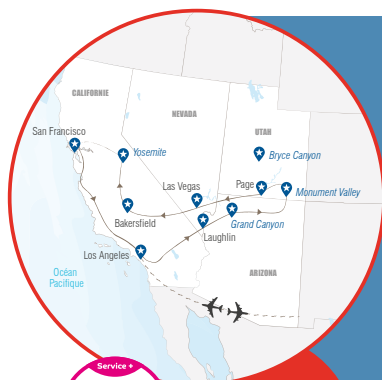 CALIFORNIE
NEVADA
UTAH
San Francisco
Yosemite
Bryce Canyon
Las Vegas
Page
Monument Valley
Bakersfield
Grand Canyon
Laughlin
Los Angeles
ARIZONA
Océan
Pacifique
Service +